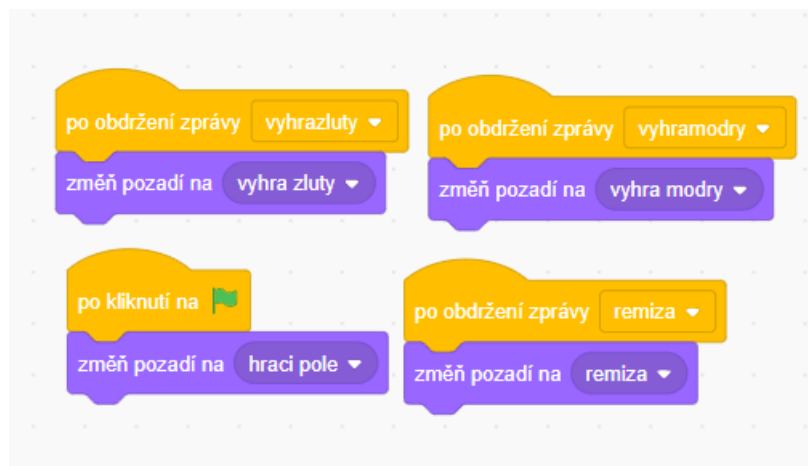 po obdržení zprávy vyhrazluty
změň pozadí na vyhra zluty
po obdržení zprávy vyhramodry
změň pozadí na vyhra modry
po kliknutí na
změň pozadí na hraci pole
po obdržení zprávy remiza
změň pozadí na remiza